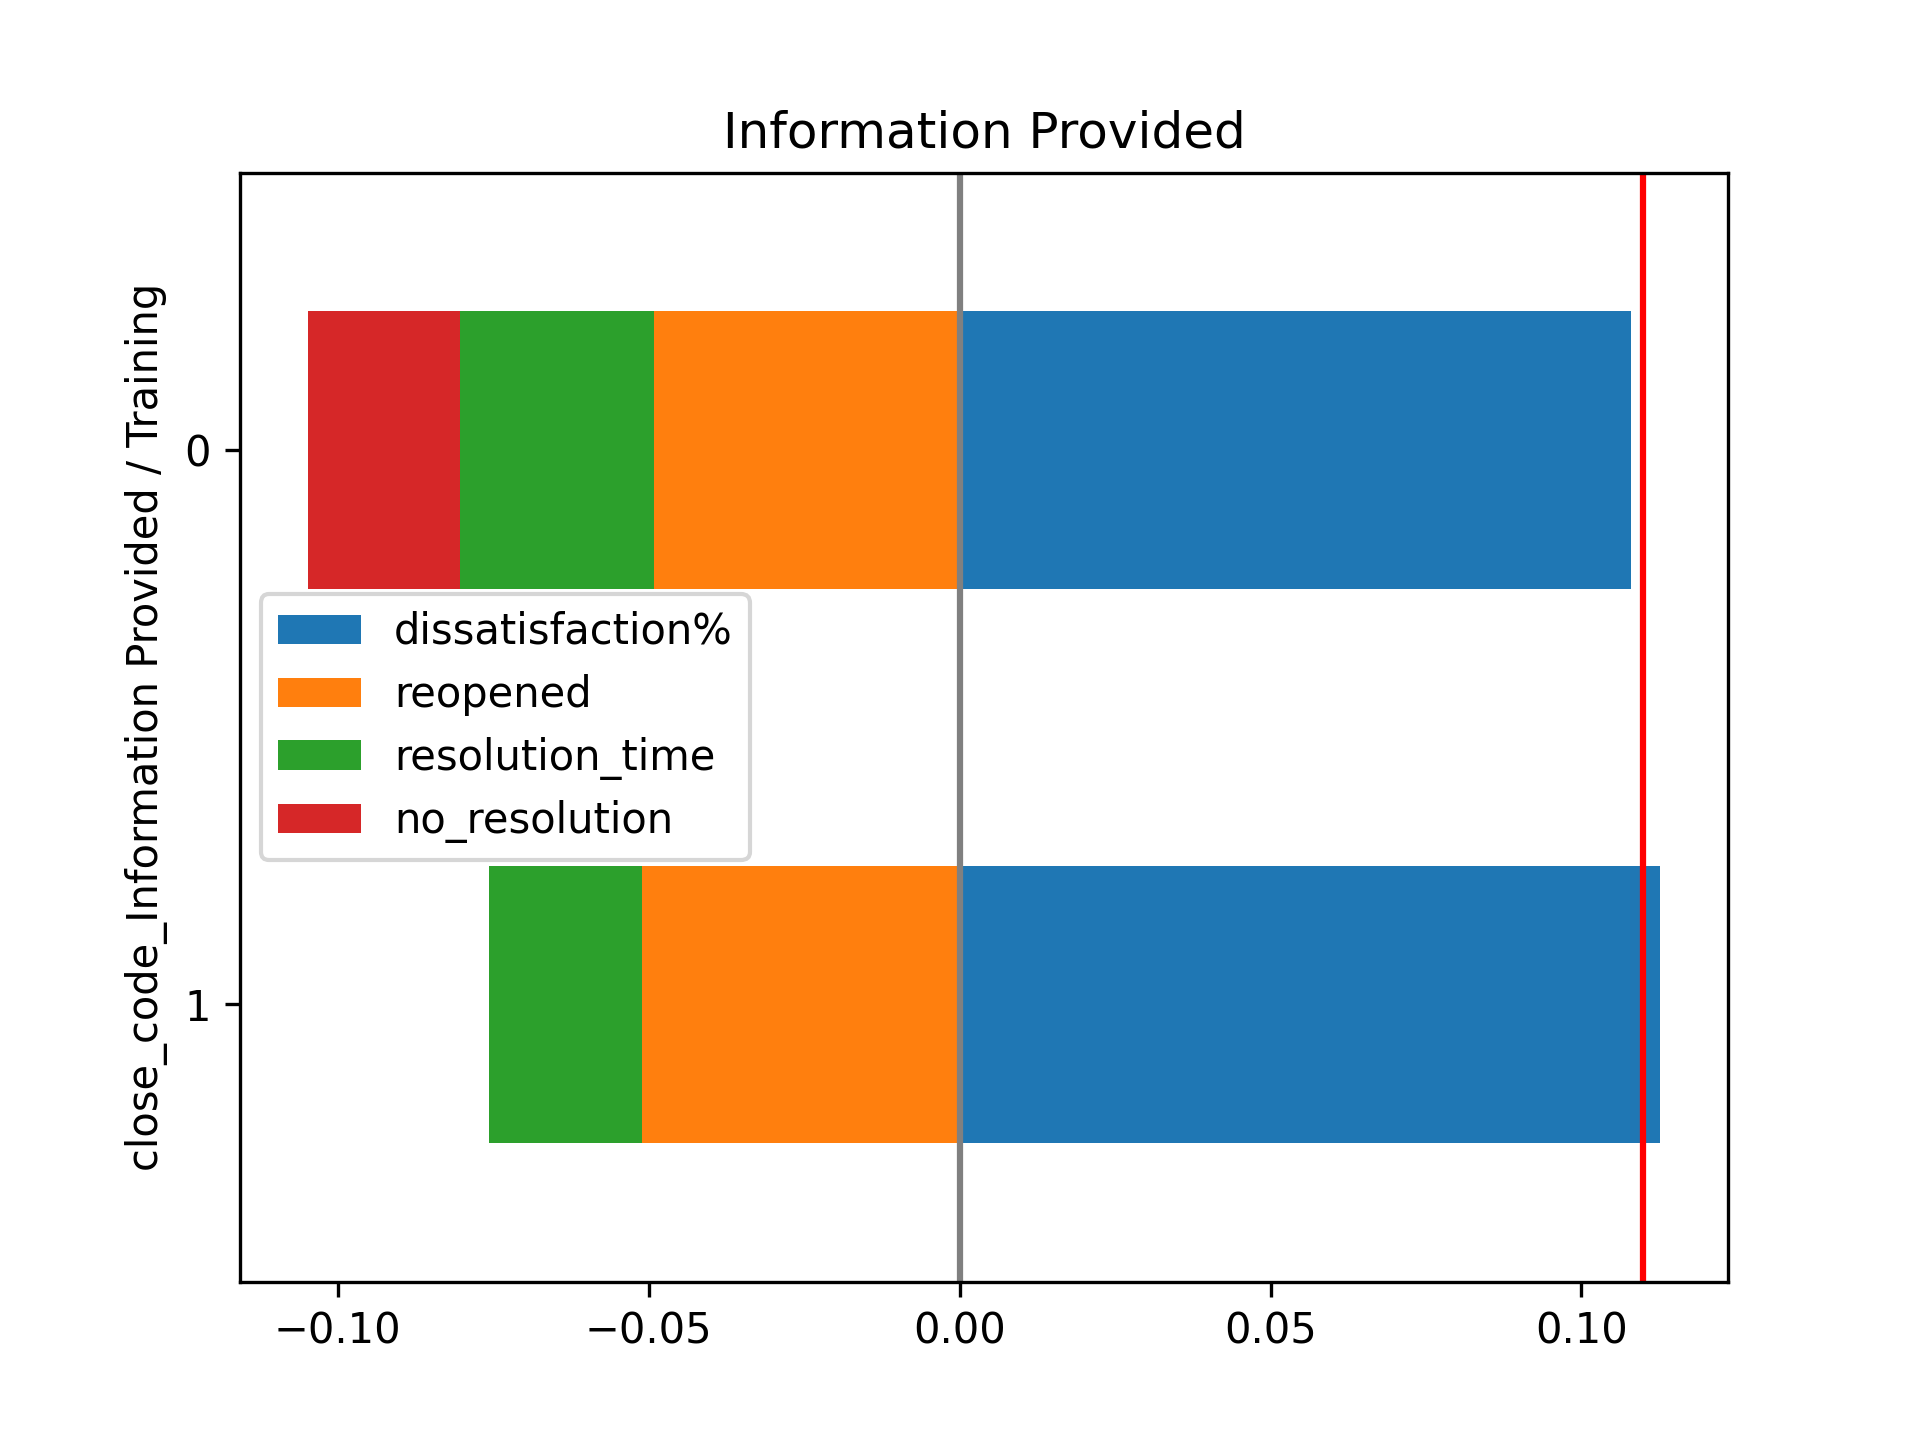 Information Provided
close_code_Information Provided / Training
0
dissatisfaction%
reopened
resolution_time
no_resolution
1
−0.10 −0.05 0.00 0.05 0.10